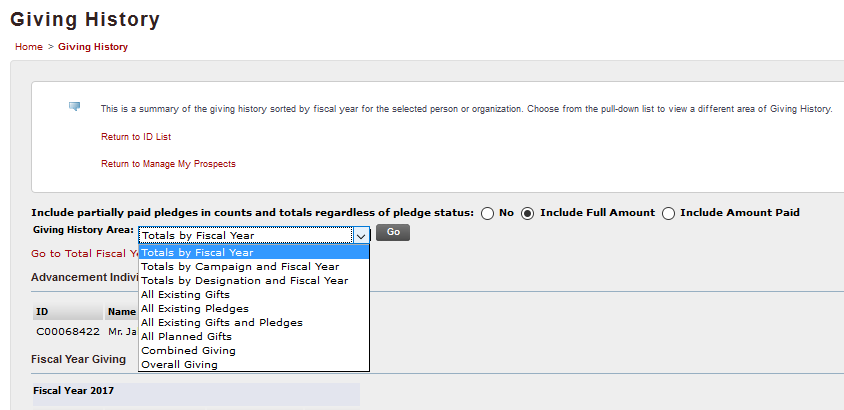 Giving History
Home > Giving History
This is a summary of the giving history sorted by fiscal year for the selected person or organization. Choose from the pull-down list to view a different area of Giving History.
Return to ID List
Return to Manage My Prospects
Include partially paid pledges in counts and totals regardless of pledge status: No Include Full Amount Include Amount Paid
Giving History Area: Totals by Fiscal Year Go
Totals by Fiscal Year
Totals by Campaign and Fiscal Year
Totals by Designation and Fiscal Year
All Existing Gifts
All Existing Pledges
All Existing Gifts and Pledges
All Planned Gifts
Combined Giving
Overall Giving
Go to Total Fiscal Ye
Advancement Indivi
ID Name
C00068422 Mr. Ja
Fiscal Year Giving
Fiscal Year 2017